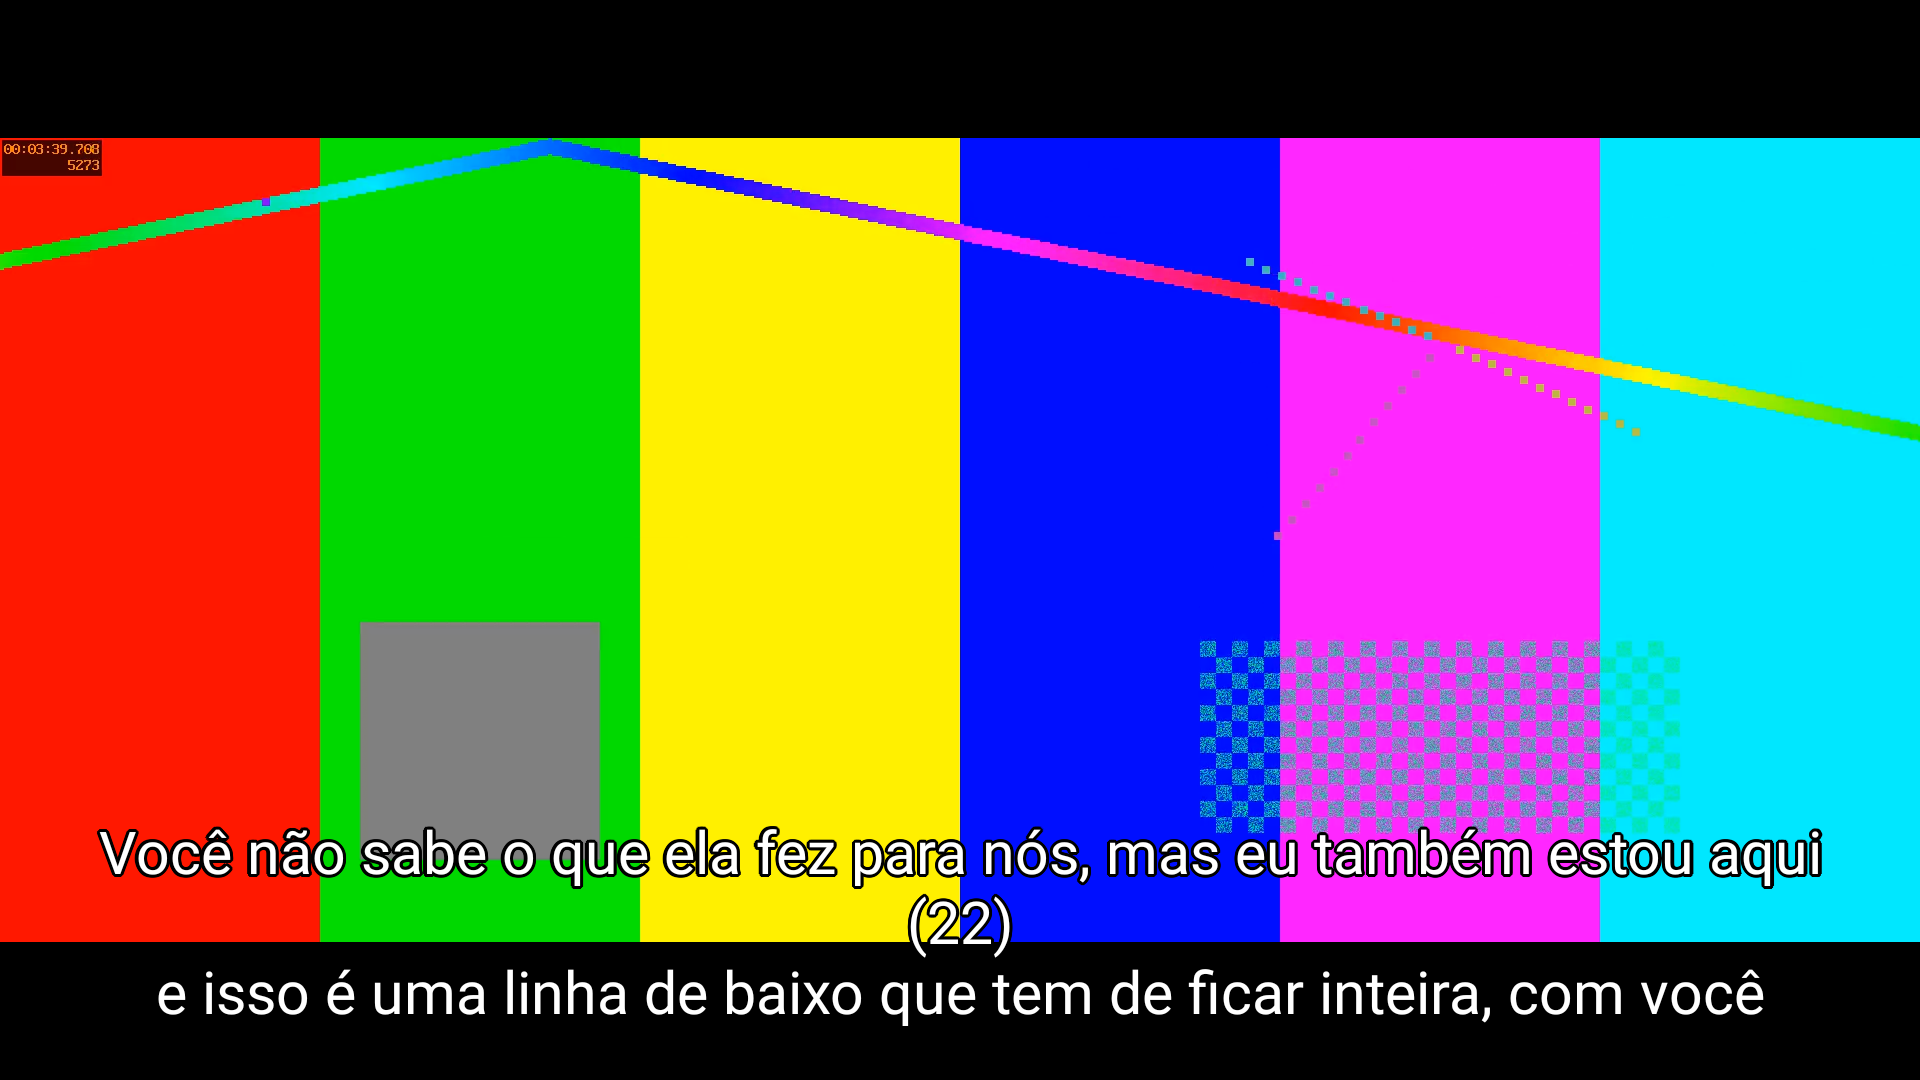 00:03:39.708
5273
Você não sabe o que ela fez para nós, mas eu também estou aqui
(22)
e isso é uma linha de baixo que tem de ficar inteira, com você